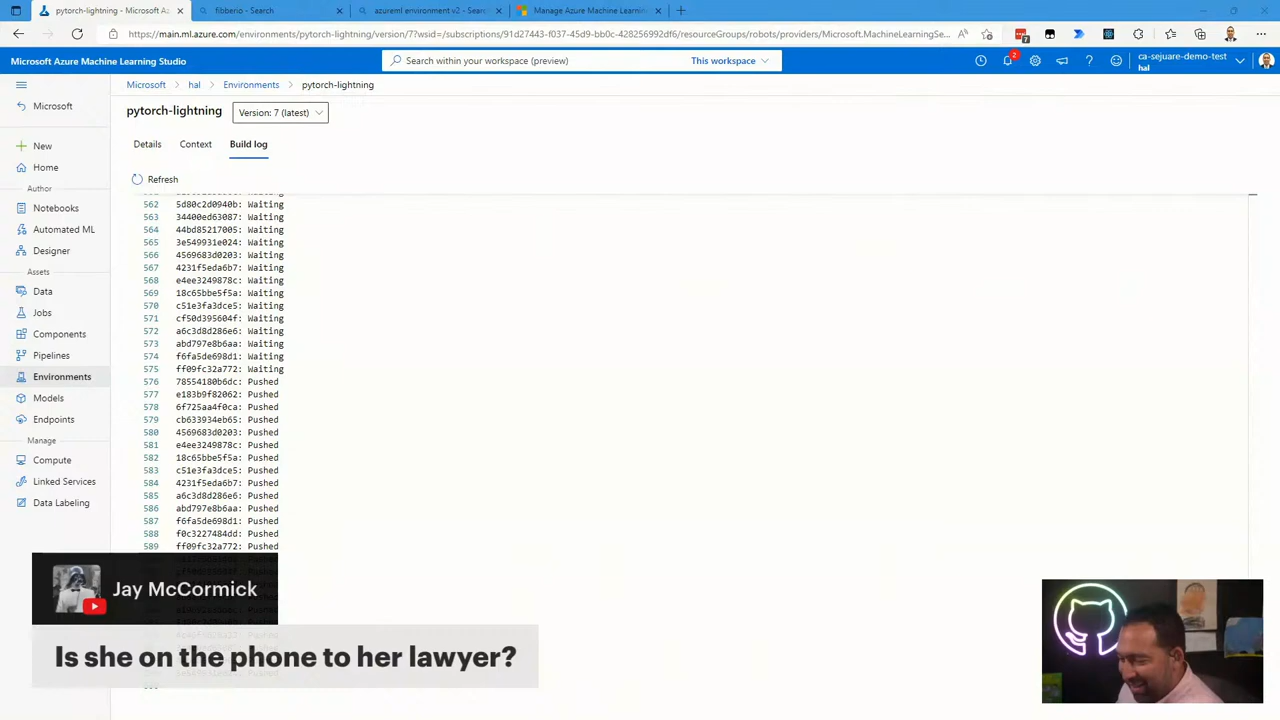 pytorch-lightning - Microsoft Az
fibberio - Search
azureml environment v2 - Search
Manage Azure Machine Learning
https://main.ml.azure.com/environments/pytorch-lightning/version/7?wsid=/subscriptions/91d27443-f037-45d9-bb0c-428256992df6/resourceGroups/robots/providers/Microsoft.MachineLearningSe...
7
Microsoft Azure Machine Learning Studio
Search within your workspace (preview)
This workspace
2
ca-sejuare-demo-test
hal
Microsoft
hal
Environments
pytorch-lightning
Microsoft
pytorch-lightning
Version: 7 (latest)
New
Home
Author
Notebooks
Automated ML
Designer
Assets
Data
Jobs
Components
Pipelines
Environments
Models
Endpoints
Manage
Compute
Linked Services
Data Labeling
Details
Context
Build log
Refresh
562 5d80c2d0940b: Waiting
563 34400ed63087: Waiting
564 44bd85217005: Waiting
565 3e549931e024: Waiting
566 4569683d0203: Waiting
567 4231f5eda6b7: Waiting
568 e4ee3249878c: Waiting
569 18c65bbe5f5a: Waiting
570 c51e3fa3dce5: Waiting
571 cf50d395604f: Waiting
572 a6c3d8d286e6: Waiting
573 abd797e8b6aa: Waiting
574 f6fa5de698d1: Waiting
575 ff09fc32a772: Waiting
576 78554180b6dc: Pushed
577 e183b9f82062: Pushed
578 6f725aa4f0ca: Pushed
579 cb633934eb65: Pushed
580 4569683d0203: Pushed
581 e4ee3249878c: Pushed
582 18c65bbe5f5a: Pushed
583 c51e3fa3dce5: Pushed
584 4231f5eda6b7: Pushed
585 a6c3d8d286e6: Pushed
586 abd797e8b6aa: Pushed
587 f6fa5de698d1: Pushed
588 f0c3227484dd: Pushed
589 ff09fc32a772: Pushed
Jay McCormick
Is she on the phone to her lawyer?